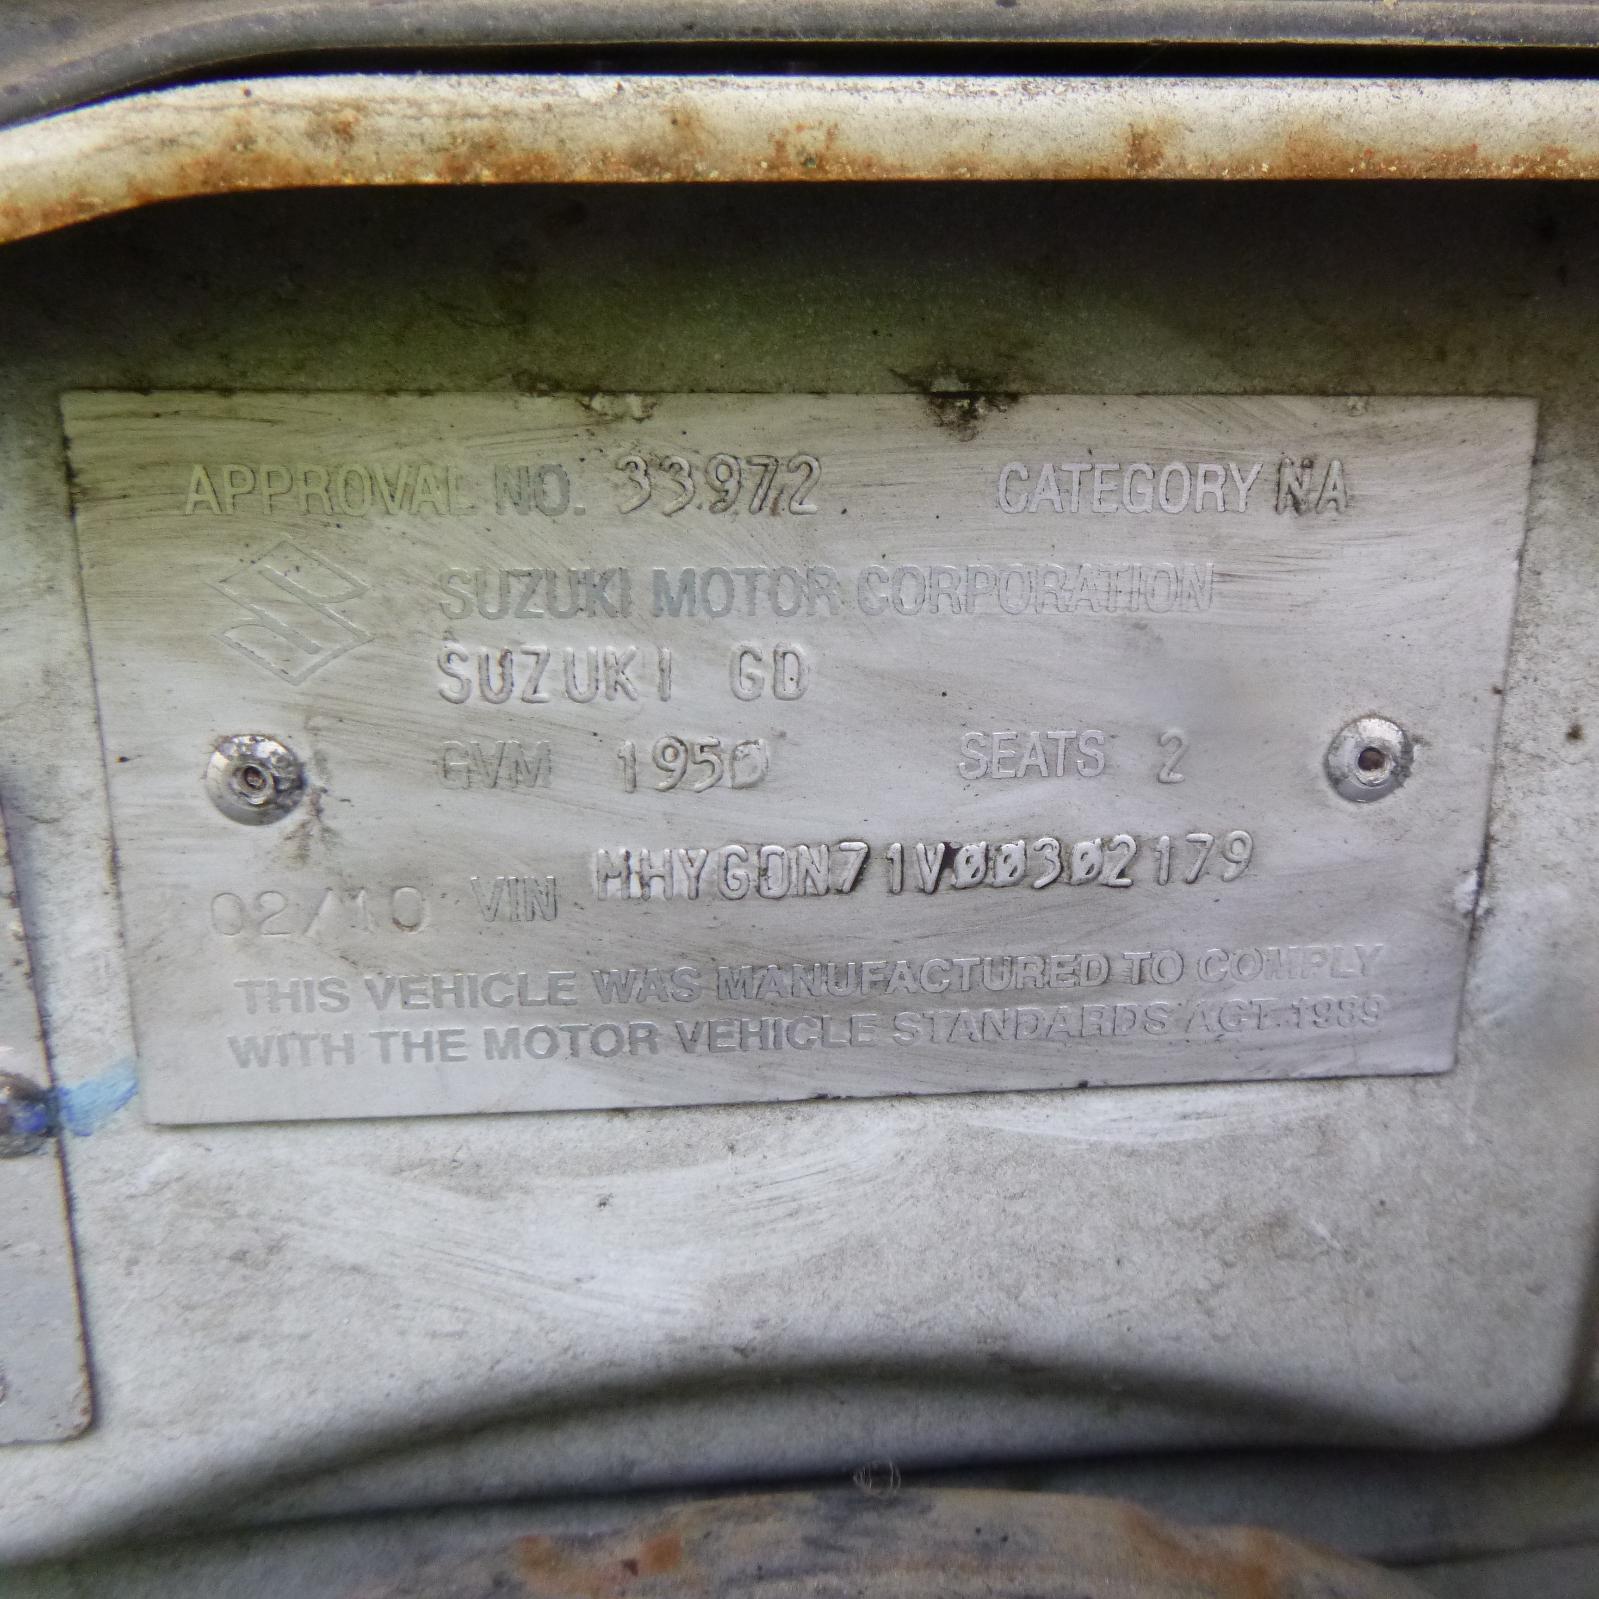 APPROVAL NO. 33972 CATEGORY NA
SUZUKI MOTOR CORPORATION
SUZUKI GD
GVM 1950 SEATS 2
02/10 VIN MHYGDN71V00302179
THIS VEHICLE WAS MANUFACTURED TO COMPLY
WITH THE MOTOR VEHICLE STANDARDS ACT 1989